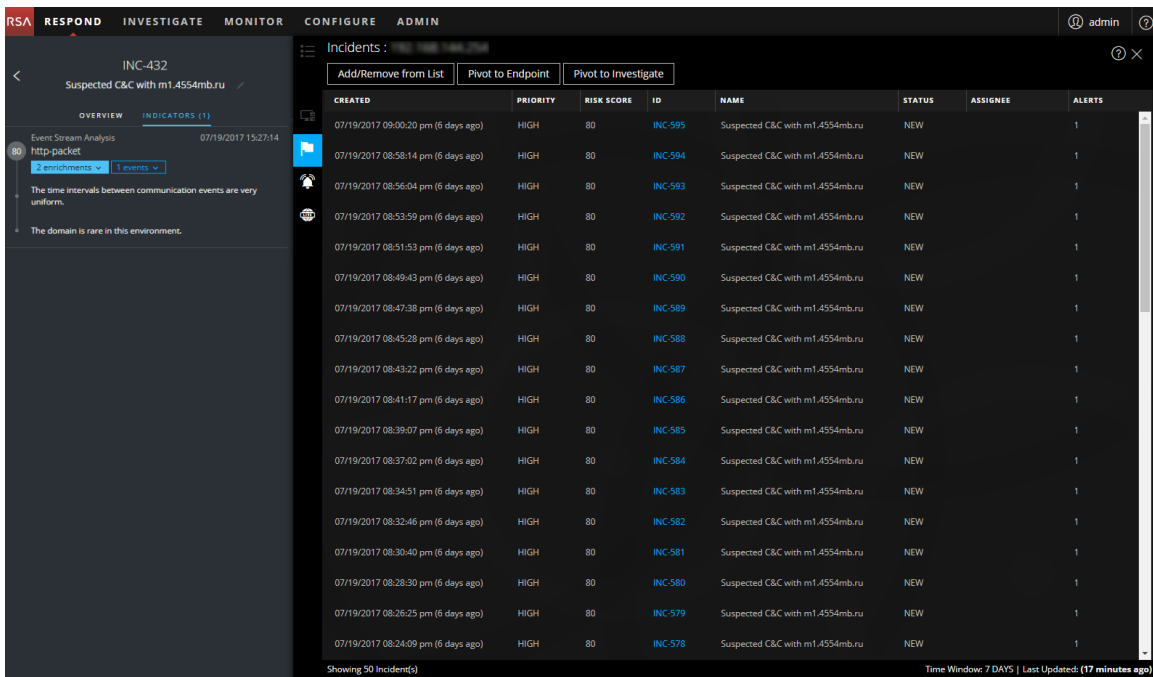 RSA RESPOND INVESTIGATE MONITOR CONFIGURE ADMIN admin
INC-432
Suspected C&C with m1.4554mb.ru
OVERVIEW INDICATORS (1)
Event Stream Analysis 07/19/2017 15:27:14
80 http-packet
2 enrichments 1 events
The time intervals between communication events are very
uniform.
The domain is rare in this environment.
Incidents :
Add/Remove from List Pivot to Endpoint Pivot to Investigate
CREATED PRIORITY RISK SCORE ID NAME STATUS ASSIGNEE ALERTS
07/19/2017 09:00:20 pm (6 days ago) HIGH 80 INC-595 Suspected C&C with m1.4554mb.ru NEW 1
07/19/2017 08:58:14 pm (6 days ago) HIGH 80 INC-594 Suspected C&C with m1.4554mb.ru NEW 1
07/19/2017 08:56:04 pm (6 days ago) HIGH 80 INC-593 Suspected C&C with m1.4554mb.ru NEW 1
07/19/2017 08:53:59 pm (6 days ago) HIGH 80 INC-592 Suspected C&C with m1.4554mb.ru NEW 1
07/19/2017 08:51:53 pm (6 days ago) HIGH 80 INC-591 Suspected C&C with m1.4554mb.ru NEW 1
07/19/2017 08:49:43 pm (6 days ago) HIGH 80 INC-590 Suspected C&C with m1.4554mb.ru NEW 1
07/19/2017 08:47:38 pm (6 days ago) HIGH 80 INC-589 Suspected C&C with m1.4554mb.ru NEW 1
07/19/2017 08:45:28 pm (6 days ago) HIGH 80 INC-588 Suspected C&C with m1.4554mb.ru NEW 1
07/19/2017 08:43:22 pm (6 days ago) HIGH 80 INC-587 Suspected C&C with m1.4554mb.ru NEW 1
07/19/2017 08:41:17 pm (6 days ago) HIGH 80 INC-586 Suspected C&C with m1.4554mb.ru NEW 1
07/19/2017 08:39:07 pm (6 days ago) HIGH 80 INC-585 Suspected C&C with m1.4554mb.ru NEW 1
07/19/2017 08:37:02 pm (6 days ago) HIGH 80 INC-584 Suspected C&C with m1.4554mb.ru NEW 1
07/19/2017 08:34:51 pm (6 days ago) HIGH 80 INC-583 Suspected C&C with m1.4554mb.ru NEW 1
07/19/2017 08:32:46 pm (6 days ago) HIGH 80 INC-582 Suspected C&C with m1.4554mb.ru NEW 1
07/19/2017 08:30:40 pm (6 days ago) HIGH 80 INC-581 Suspected C&C with m1.4554mb.ru NEW 1
07/19/2017 08:28:30 pm (6 days ago) HIGH 80 INC-580 Suspected C&C with m1.4554mb.ru NEW 1
07/19/2017 08:26:25 pm (6 days ago) HIGH 80 INC-579 Suspected C&C with m1.4554mb.ru NEW 1
07/19/2017 08:24:09 pm (6 days ago) HIGH 80 INC-578 Suspected C&C with m1.4554mb.ru NEW 1
Showing 50 Incident(s) Time Window: 7 DAYS | Last Updated: (17 minutes ago)